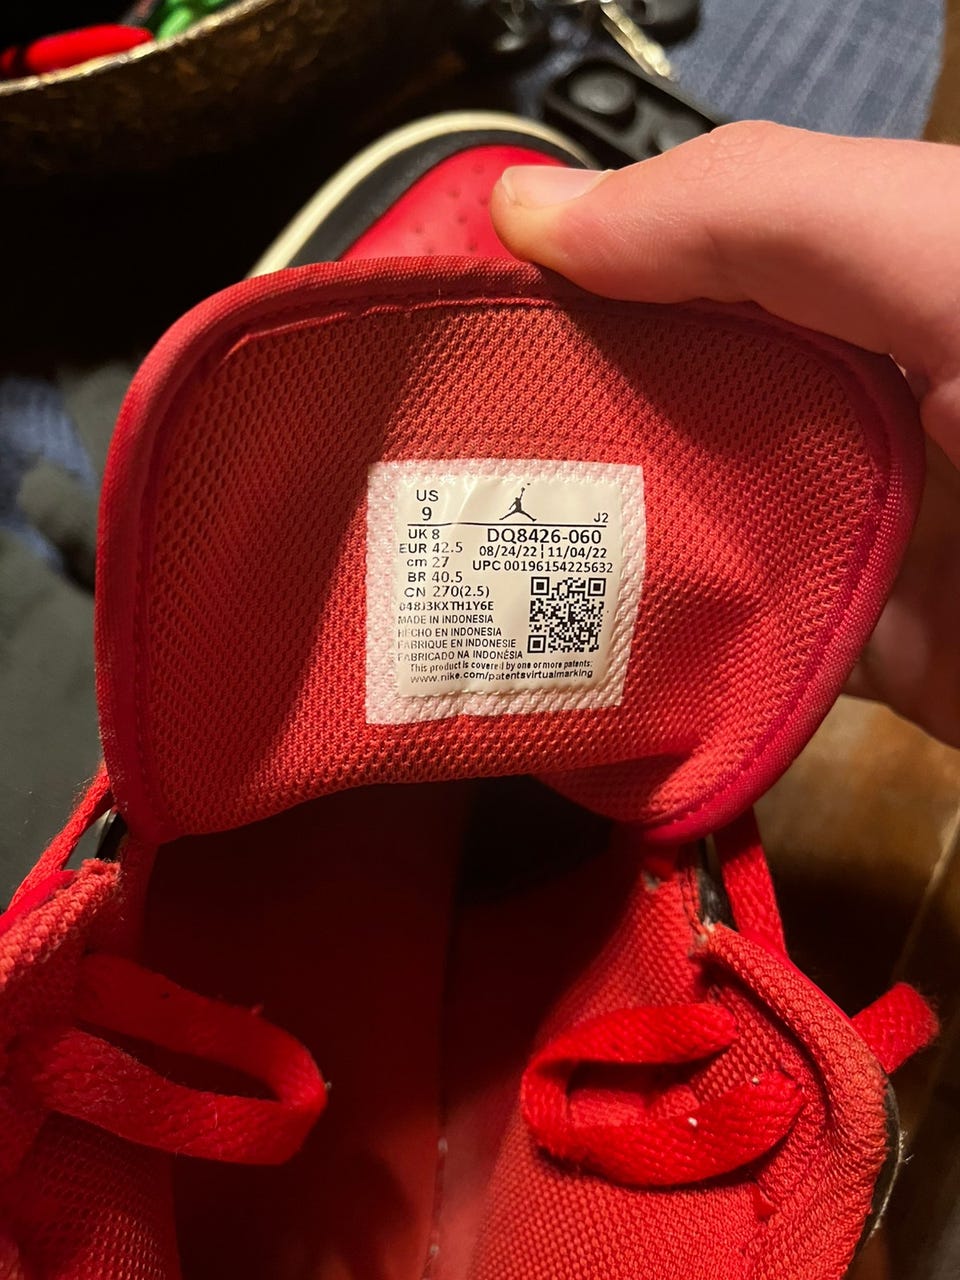 US
9
J2
UK 8
DQ8426-060
EUR 42.5
08/24/22 | 11/04/22
cm 27
UPC 00196154225632
BR 40.5
CN 270(2.5)
048J3KXTH1Y6E
MADE IN INDONESIA
HECHO EN INDONESIA
FABRIQUE EN INDONESIE
FABRICADO NA INDONÉSIA
This product is covered by one or more patents:
www.nike.com/patentsvirtualmarking